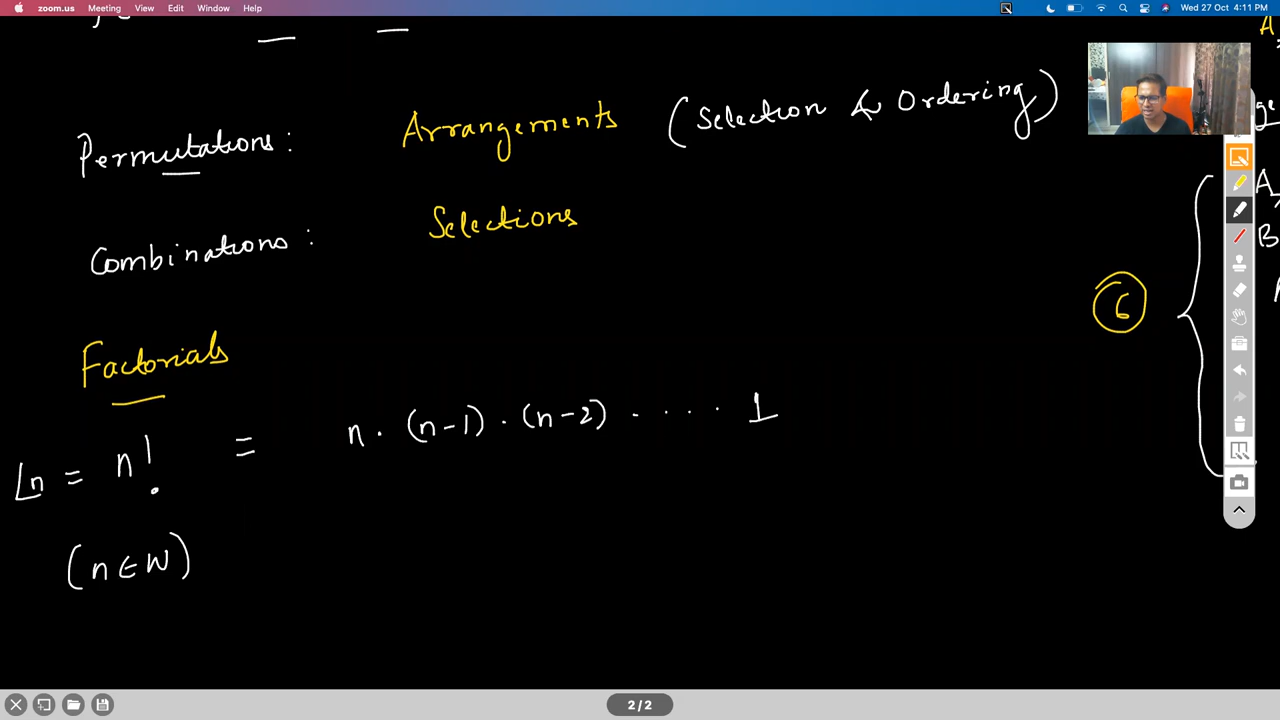 zoom.us Meeting View Edit Window Help Wed 27 Oct 4:11 PM
Permutations : Arrangements (Selection & Ordering)
Combinations : Selections
6
A
B
Factorials
Ln = n! = n . (n-1) . (n-2) . . . . . 1
(n ∈ W)
2/2